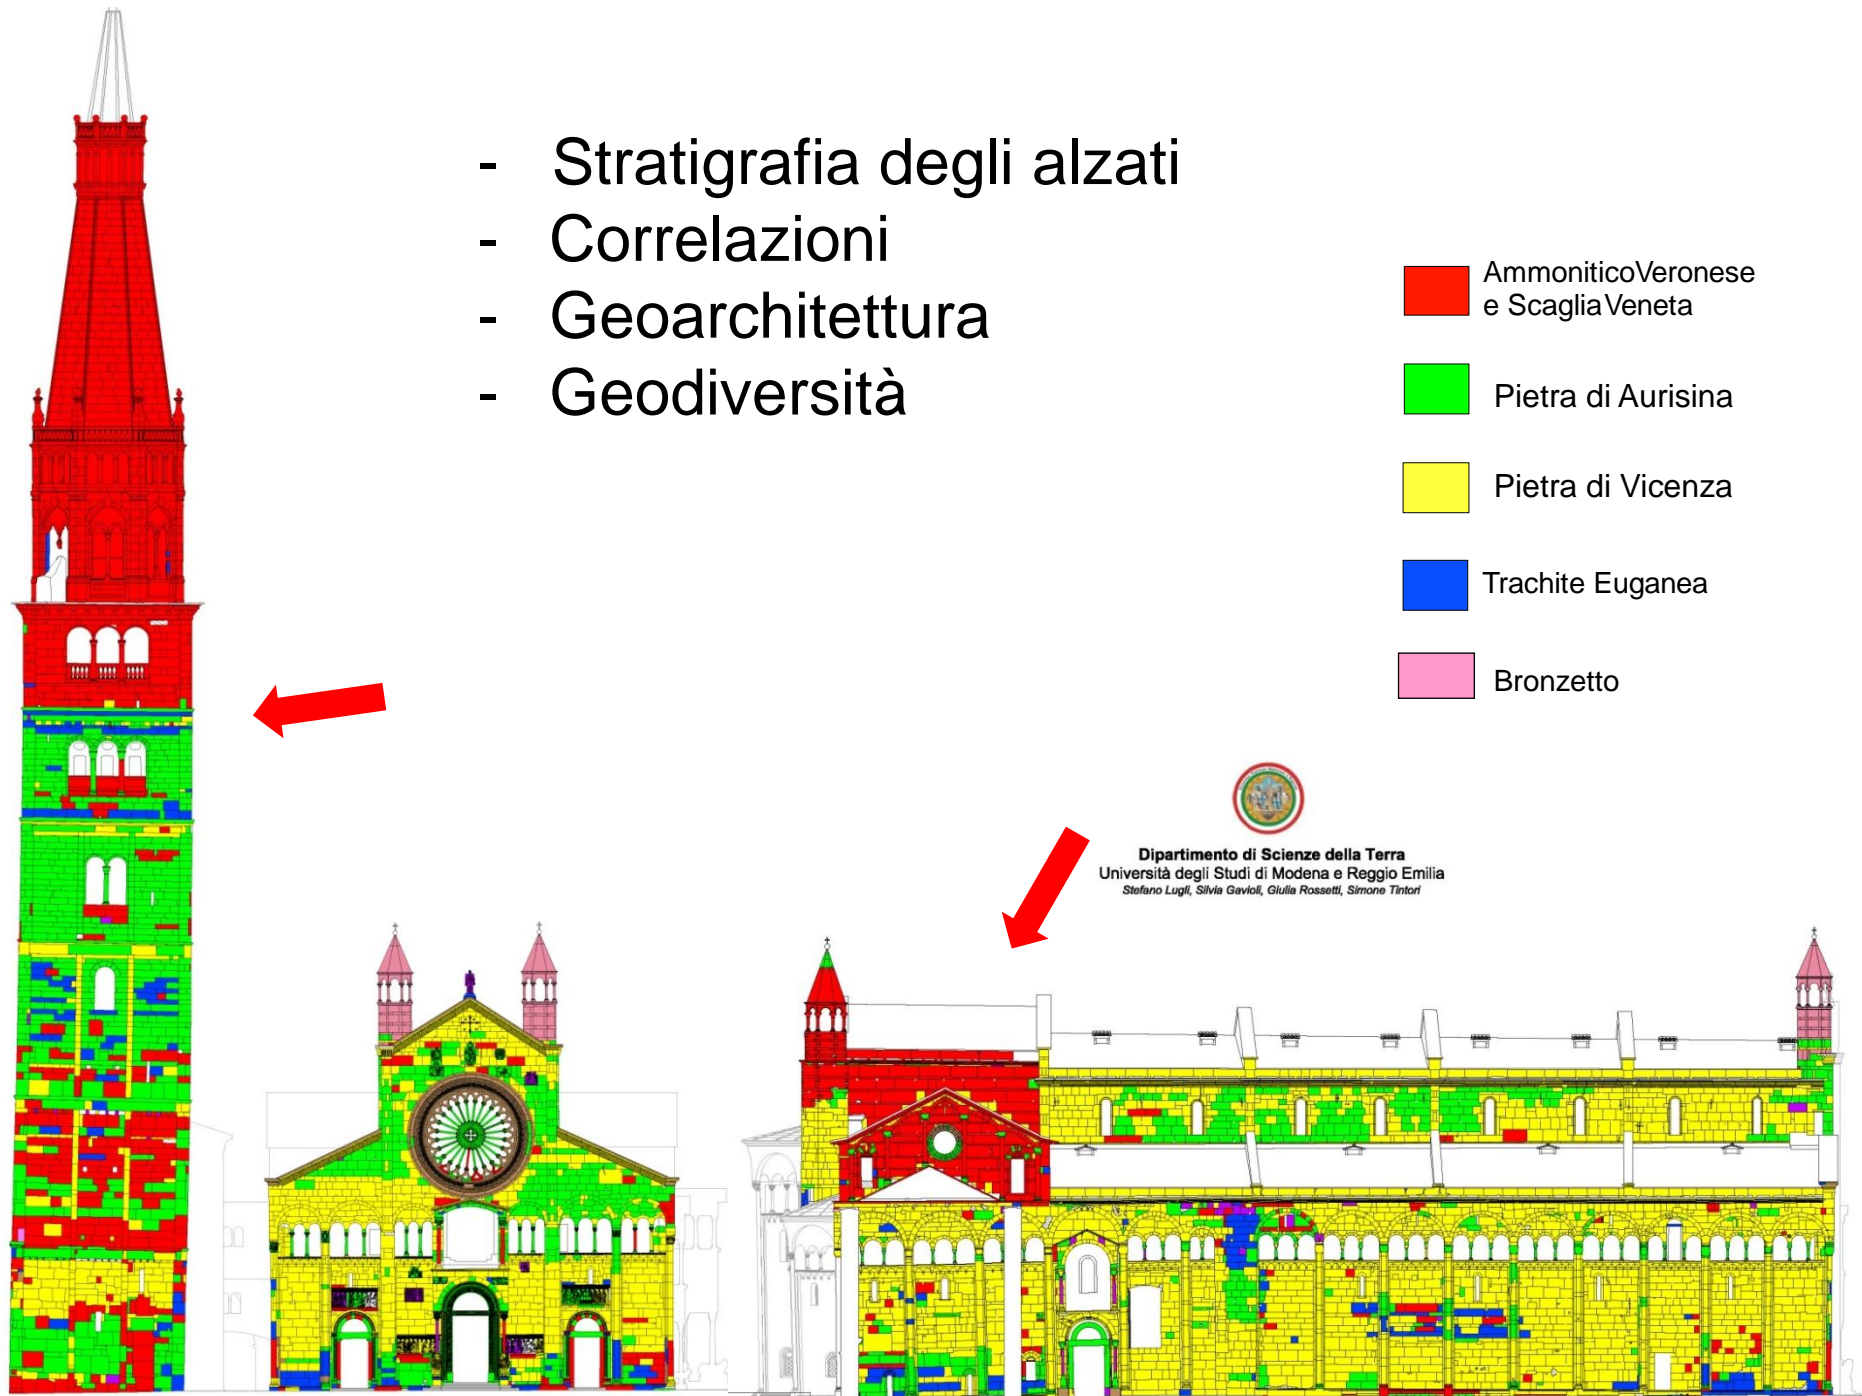 - Stratigrafia degli alzati
- Correlazioni
- Geoarchitettura
- Geodiversità
AmmoniticoVeronese
e ScagliaVeneta
Pietra di Aurisina
Pietra di Vicenza
Trachite Euganea
Bronzetto
Dipartimento di Scienze della Terra
Università degli Studi di Modena e Reggio Emilia
Stefano Lugli, Silvia Gavioli, Giulia Rossetti, Simone Tintori